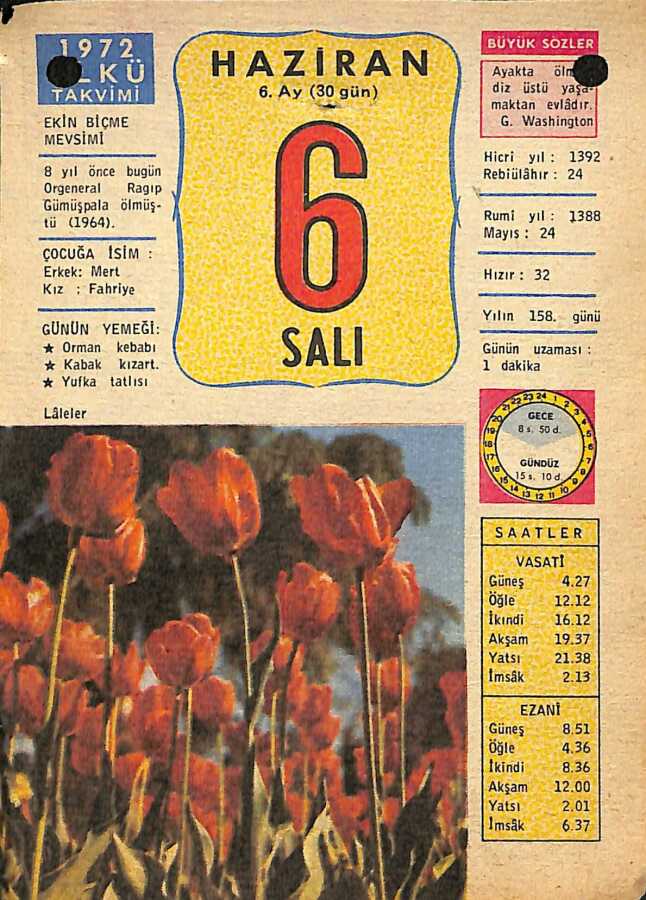 1972
LKÜ
TAKVİMİ
EKİN BİÇME
MEVSİMİ
8 yıl önce bugün
Orgeneral Ragıp
Gümüşpala ölmüş-
tü (1964).
ÇOCUĞA İSİM :
Erkek: Mert
Kız : Fahriye
GÜNÜN YEMEĞİ:
★ Orman kebabı
★ Kabak kızart.
★ Yufka tatlısı
Lâleler
HAZİRAN
6. Ay (30 gün)
6
SALI
BÜYÜK SÖZLER
Ayakta
diz üstü yaşa-
maktan evlâdır.
G. Washington
Hicrî yıl : 1392
Rebiülâhır : 24
Rumî yıl : 1388
Mayıs : 24
Hızır : 32
Yılın 158. günü
Günün uzaması :
1 dakika
GECE
8 s. 50 d.
GÜNDÜZ
15 s. 10 d.
SAATLER
VASATİ
Güneş 4.27
Öğle 12.12
İkindi 16.12
Akşam 19.37
Yatsı 21.38
İmsâk 2.13
EZANİ
Güneş 8.51
Öğle 4.36
İkindi 8.36
Akşam 12.00
Yatsı 2.01
İmsâk 6.37